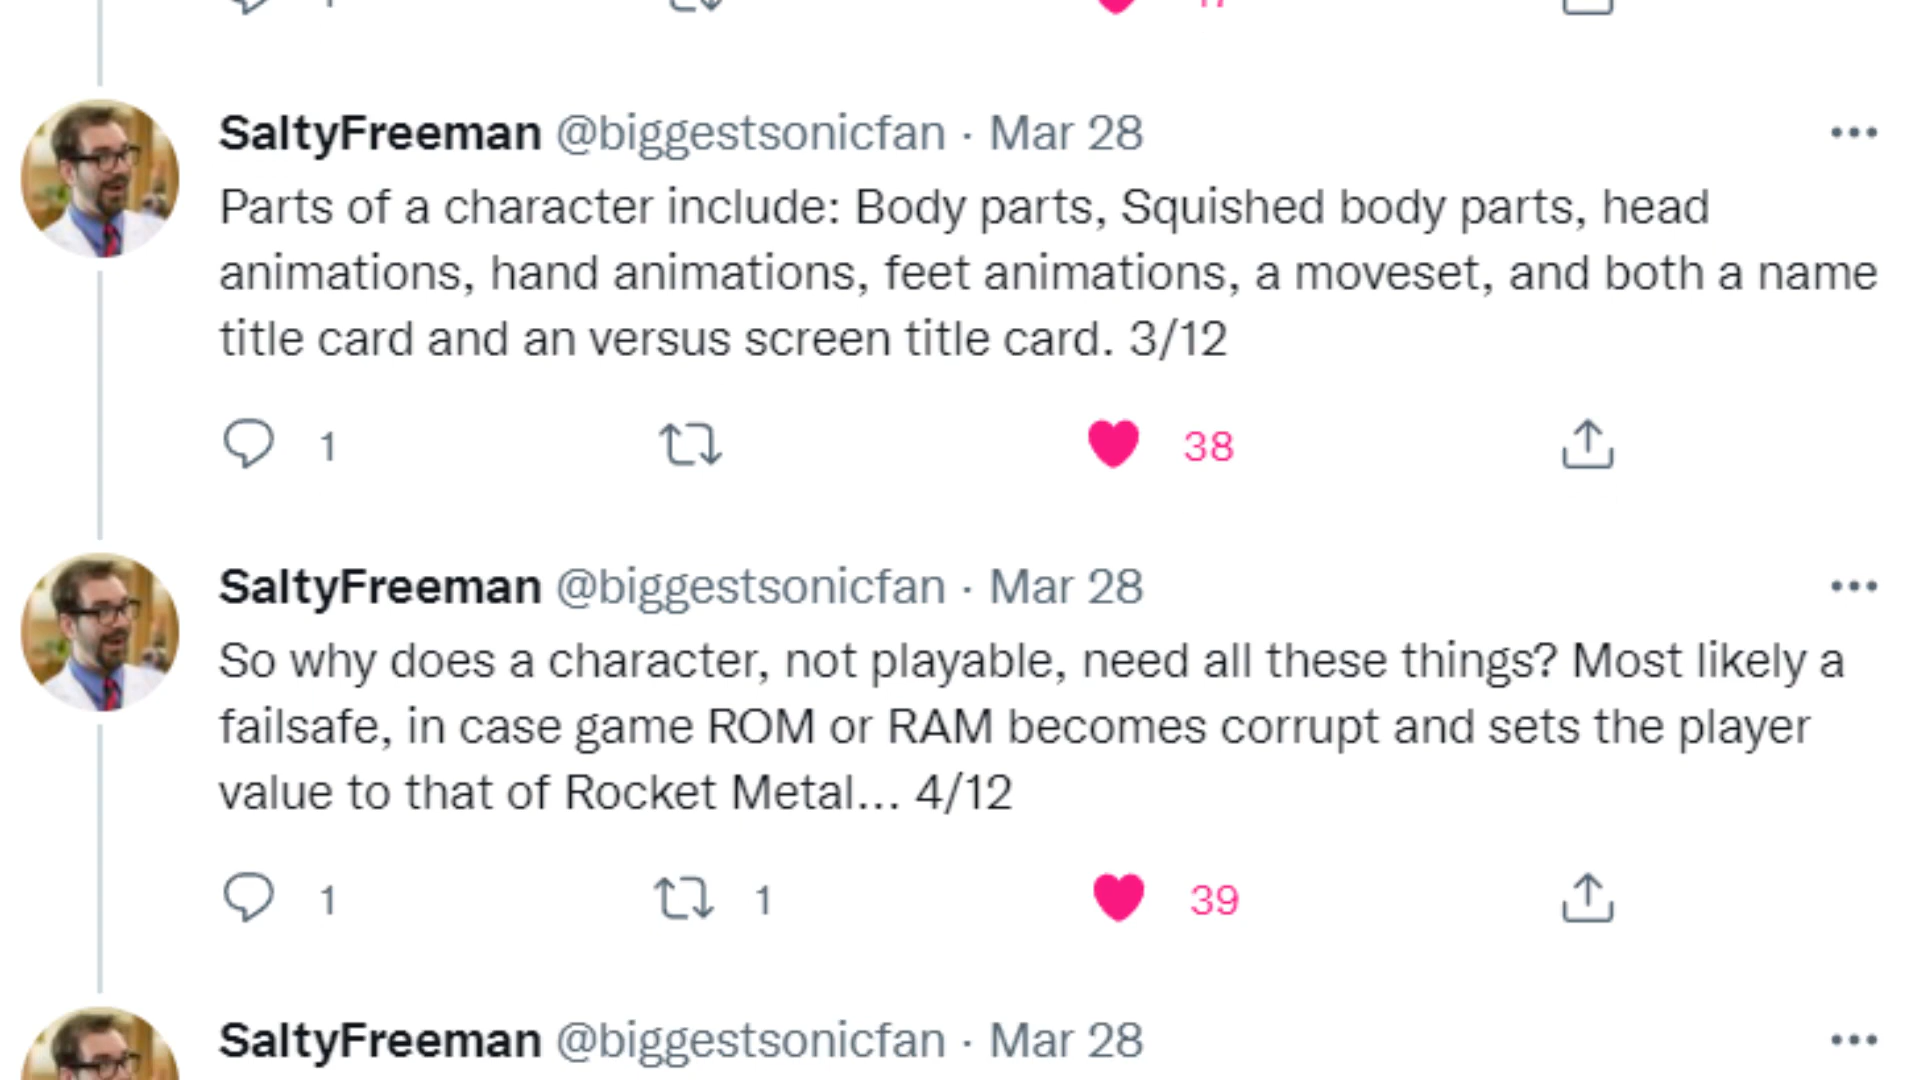 SaltyFreeman @biggestsonicfan · Mar 28
Parts of a character include: Body parts, Squished body parts, head
animations, hand animations, feet animations, a moveset, and both a name
title card and an versus screen title card. 3/12
1 38
SaltyFreeman @biggestsonicfan · Mar 28
So why does a character, not playable, need all these things? Most likely a
failsafe, in case game ROM or RAM becomes corrupt and sets the player
value to that of Rocket Metal... 4/12
1 1 39
SaltyFreeman @biggestsonicfan · Mar 28